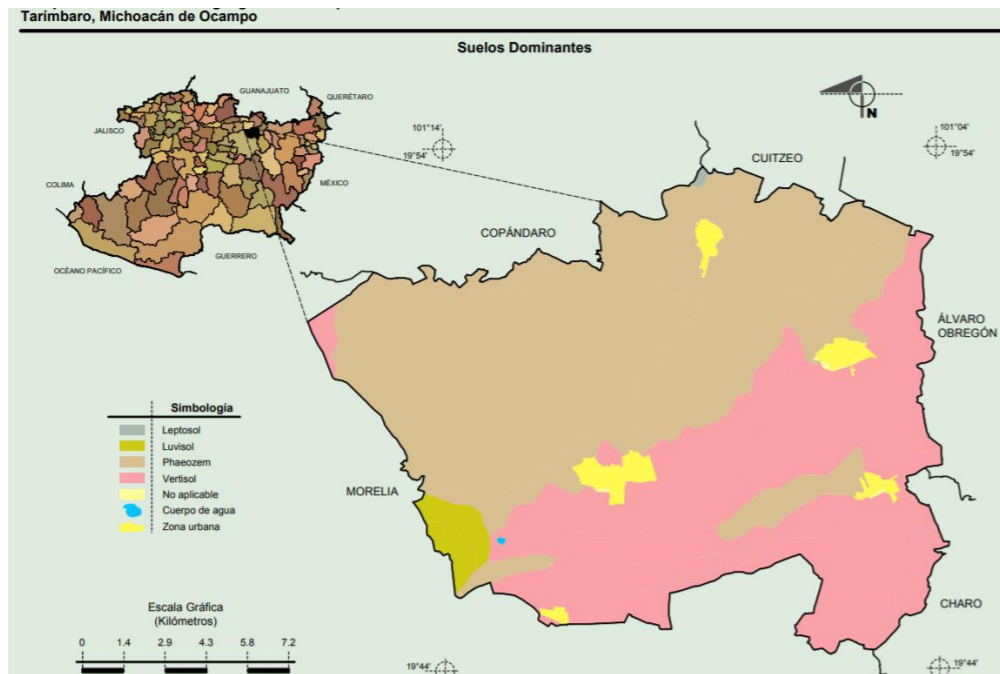 Tarímbaro, Michoacán de Ocampo
Suelos Dominantes
GUANAJUATO
QUERÉTARO
JALISCO
COLIMA
MÉXICO
GUERRERO
OCÉANO PACÍFICO
N
101°14'
19°54'
101°04'
19°54'
CUITZEO
COPÁNDARO
ÁLVARO
OBREGÓN
MORELIA
CHARO
Simbología
Leptosol
Luvisol
Phaeozem
Vertisol
No aplicable
Cuerpo de agua
Zona urbana
Escala Gráfica
(Kilómetros)
0 1.4 2.9 4.3 5.8 7.2
19°44'
19°44'